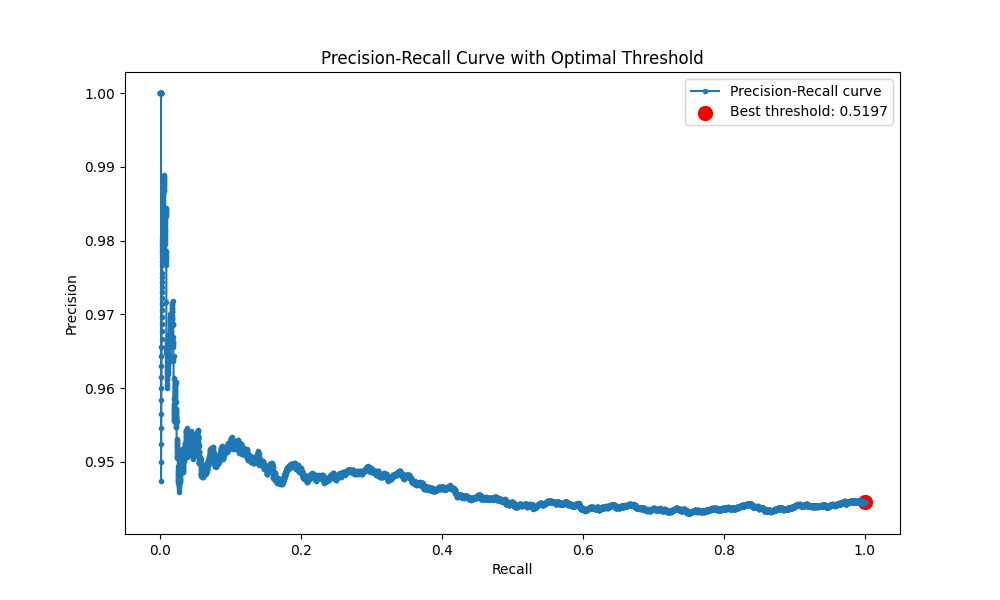 Precision-Recall Curve with Optimal Threshold
Precision-Recall curve
Best threshold: 0.5197
1.00
0.99
0.98
0.97
0.96
0.95
Precision
0.0 0.2 0.4 0.6 0.8 1.0
Recall